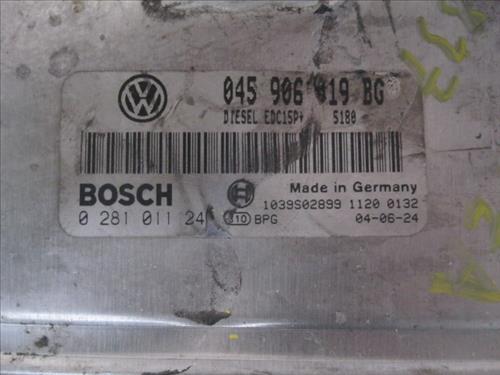 045 906 019 BG
DIESEL EDC15P+ 5180
BOSCH
Made in Germany
1039S02899 1120 0132
0 281 011 24
310 BPG
04-06-24